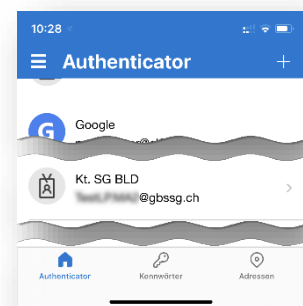 10:28
Authenticator
Google
Kt. SG BLD
@gbssg.ch
Authenticator
Kennwörter
Adressen